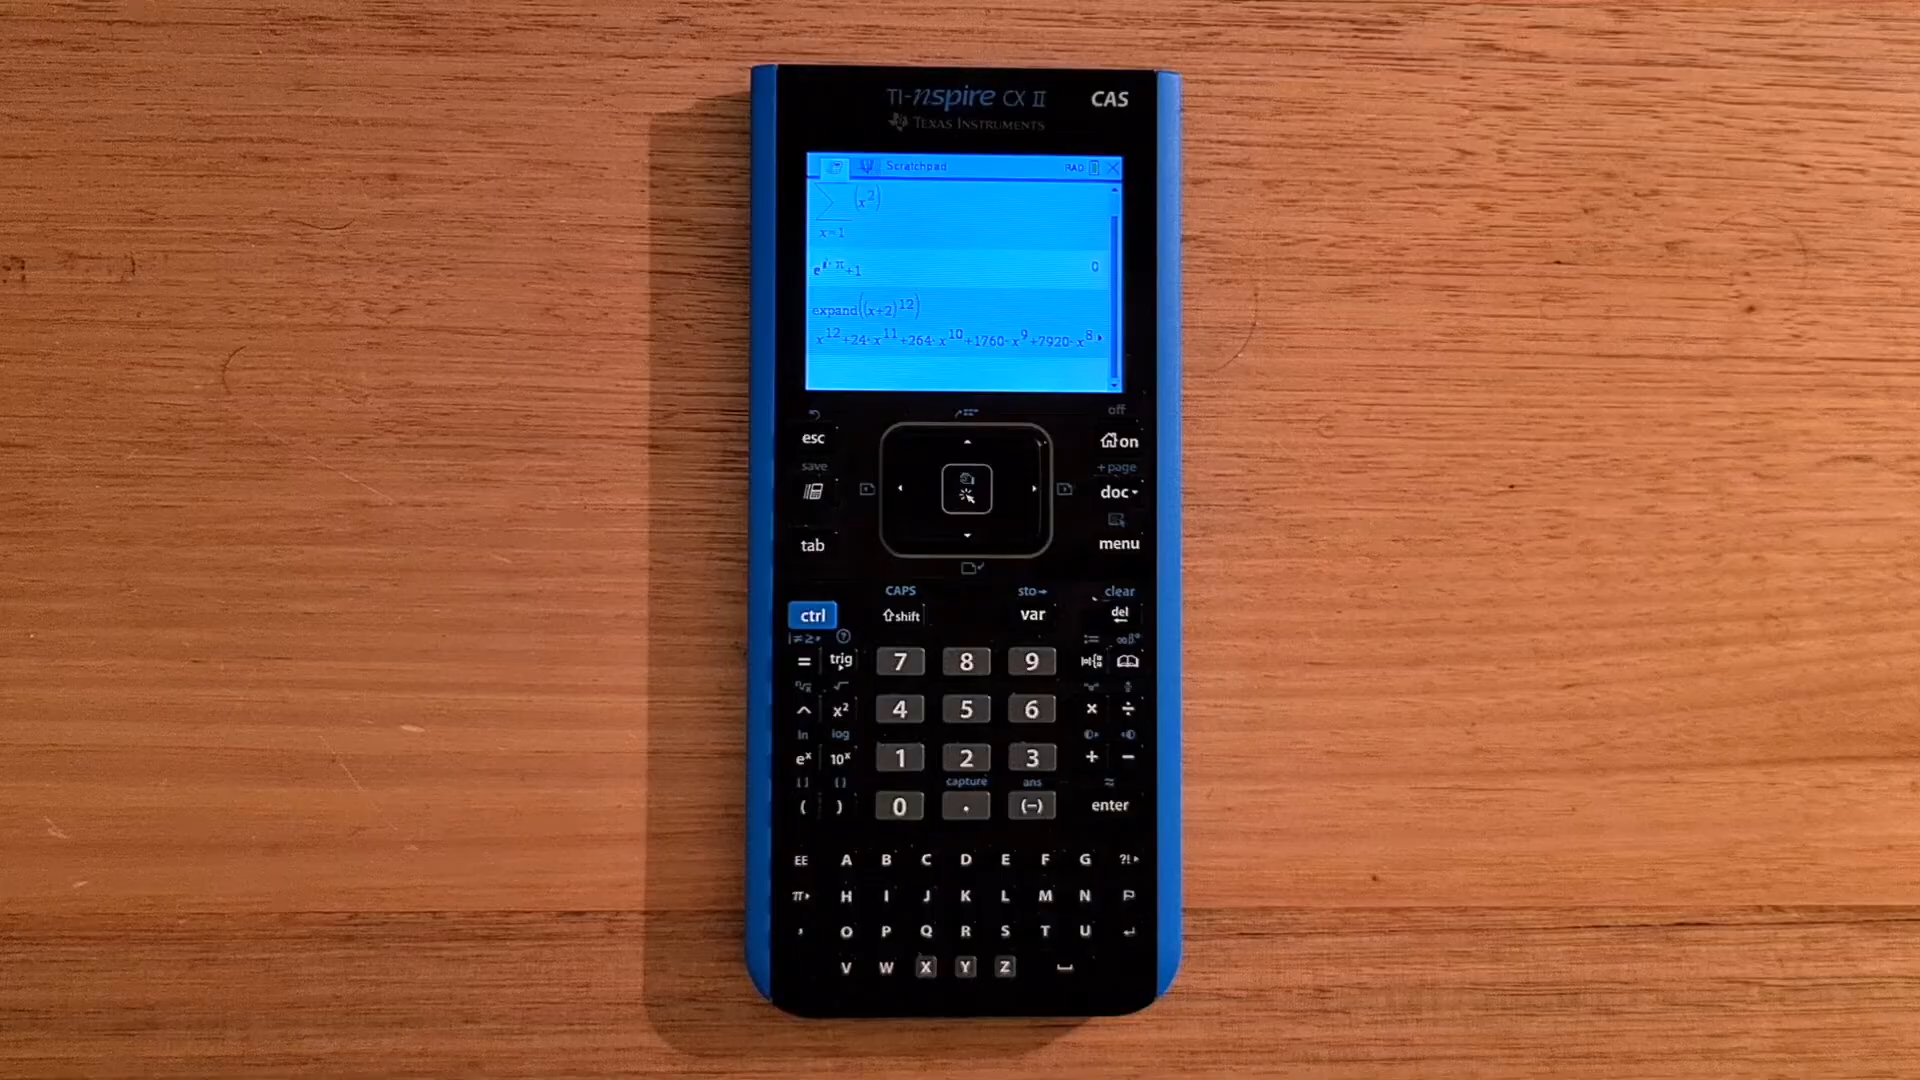 TI-nspire CX II CAS
TEXAS INSTRUMENTS
Scratchpad RAD
∑(x²)
x=1
e^(i·π)+1 0
expand((x+2)^12)
x^12+24·x^11+264·x^10+1760·x^9+7920·x^8
off
esc on
save + page
doc
tab menu
CAPS sto clear
ctrl shift var del
= trig 7 8 9
ⁿ√x √
^ x² 4 5 6 × ÷
ln log
eˣ 10ˣ 1 2 3 + −
[ ] { } capture ans ≈
( ) 0 . (−) enter
EE A B C D E F G ?!
π H I J K L M N
, O P Q R S T U
V W X Y Z